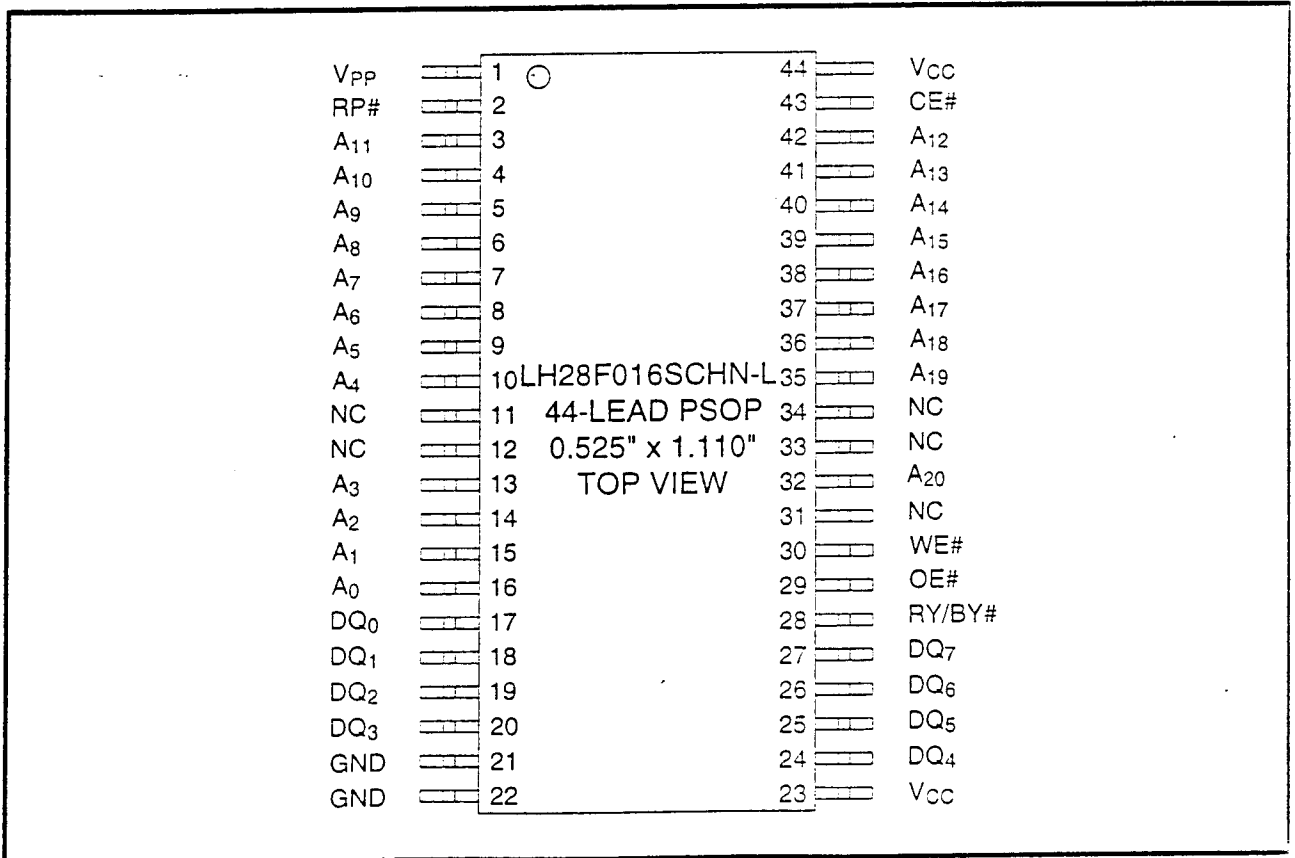 VPP 1 44 VCC
RP# 2 43 CE#
A11 3 42 A12
A10 4 41 A13
A9 5 40 A14
A8 6 39 A15
A7 7 38 A16
A6 8 37 A17
A5 9 36 A18
A4 10 LH28F016SCHN-L 35 A19
NC 11 44-LEAD PSOP 34 NC
NC 12 0.525" x 1.110" 33 NC
A3 13 TOP VIEW 32 A20
A2 14 31 NC
A1 15 30 WE#
A0 16 29 OE#
DQ0 17 28 RY/BY#
DQ1 18 27 DQ7
DQ2 19 26 DQ6
DQ3 20 25 DQ5
GND 21 24 DQ4
GND 22 23 VCC